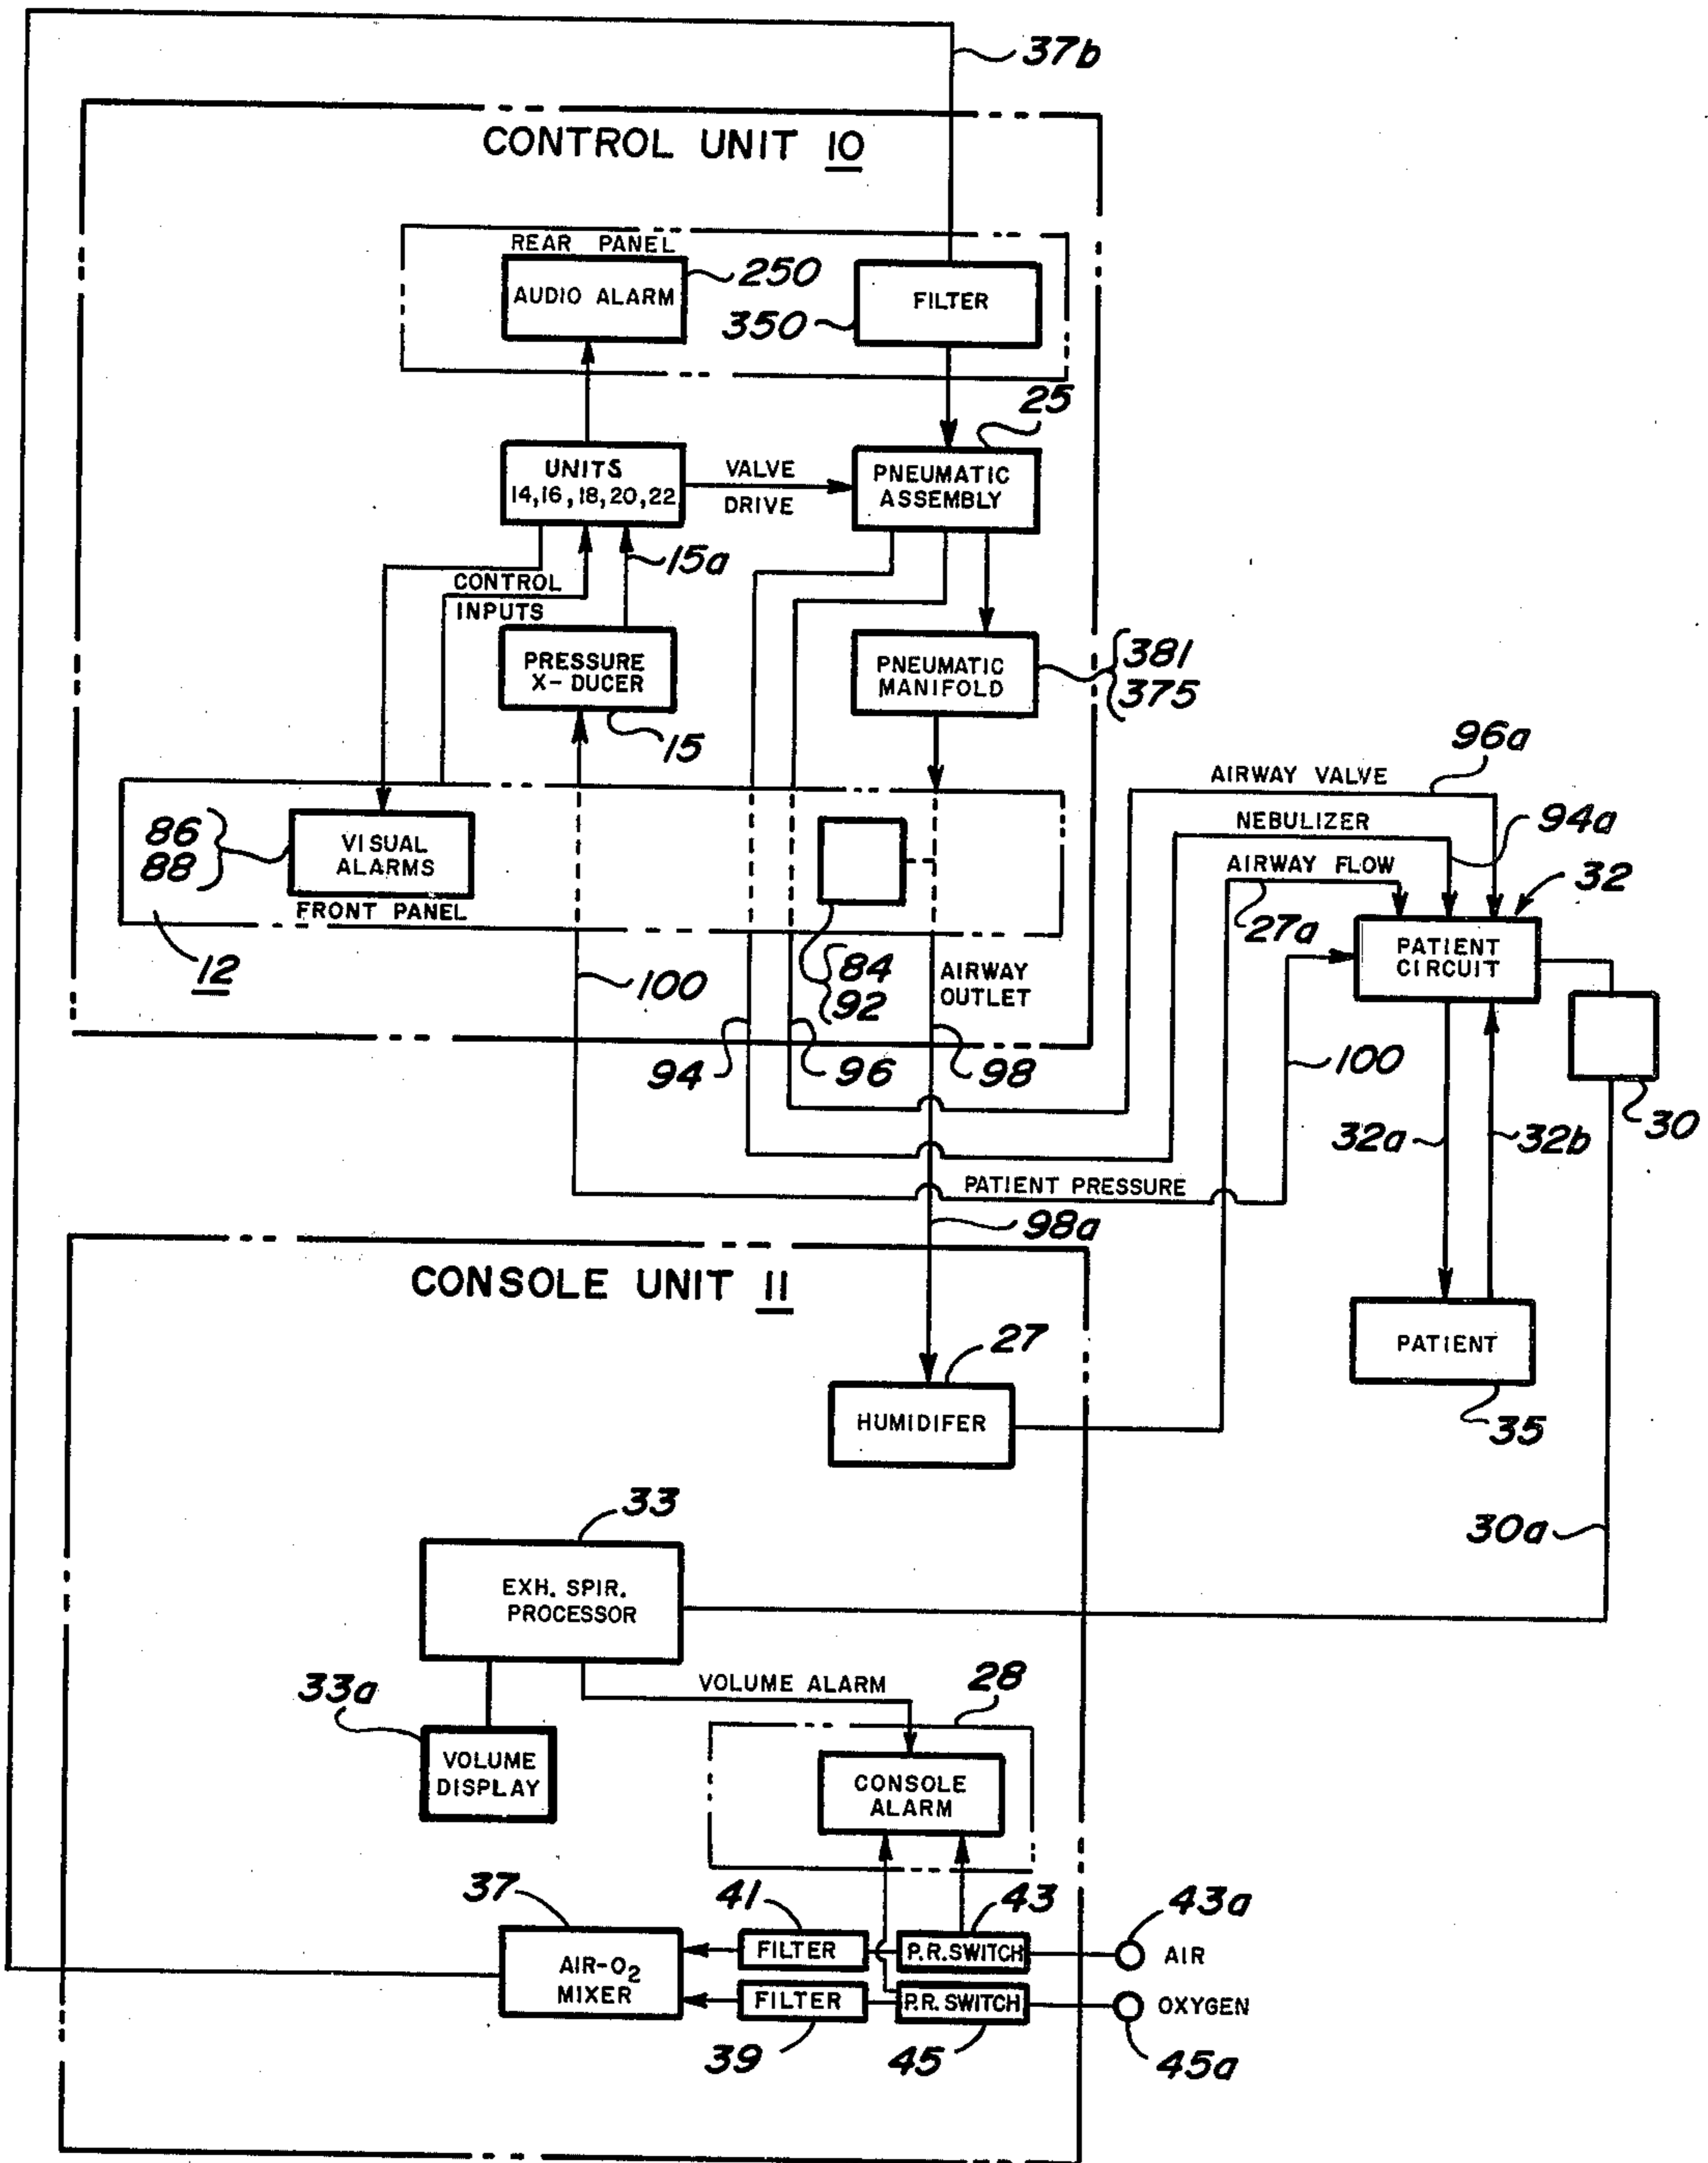 37b
CONTROL UNIT 10
REAR PANEL
AUDIO ALARM
250
350
FILTER
25
UNITS
14,16,18,20,22
VALVE
DRIVE
PNEUMATIC
ASSEMBLY
15a
CONTROL
INPUTS
PRESSURE
X-DUCER
15
PNEUMATIC
MANIFOLD
381
375
96a
AIRWAY VALVE
NEBULIZER
94a
AIRWAY FLOW
32
27a
86
88
VISUAL
ALARMS
FRONT PANEL
12
100
84
92
AIRWAY
OUTLET
PATIENT
CIRCUIT
94
96
98
100
30
32a
32b
PATIENT PRESSURE
98a
CONSOLE UNIT 11
27
HUMIDIFER
PATIENT
35
33
EXH. SPIR.
PROCESSOR
30a
33a
VOLUME ALARM
28
VOLUME
DISPLAY
CONSOLE
ALARM
37
41
43
43a
AIR-O2
MIXER
FILTER
P.R. SWITCH
AIR
FILTER
P.R. SWITCH
OXYGEN
39
45
45a